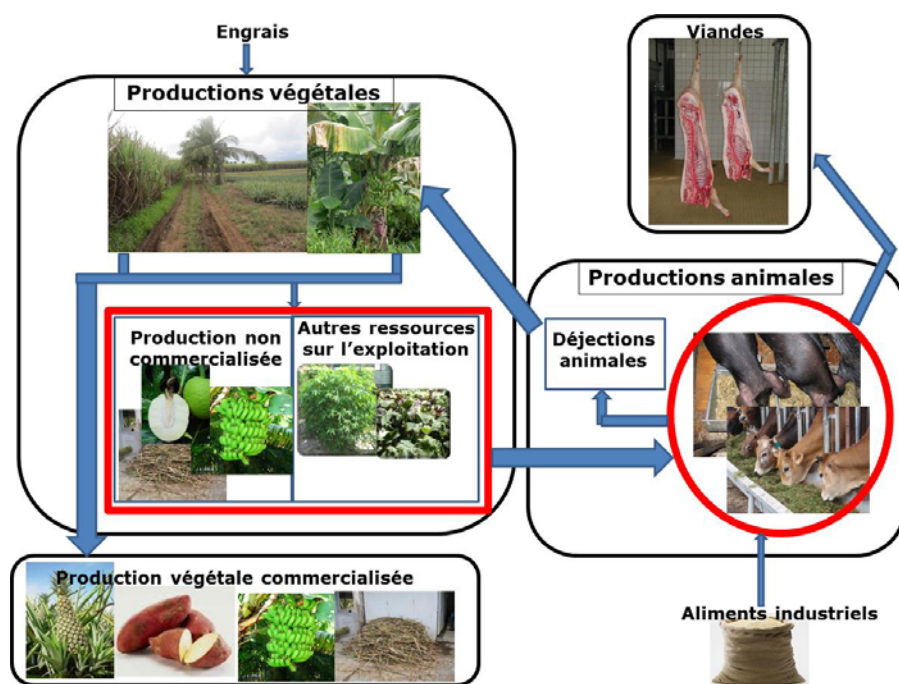 Engrais
Productions végétales
Viandes
Productions animales
Production non
commercialisée
Autres ressources
sur l'exploitation
Déjections
animales
Production végétale commercialisée
Aliments industriels